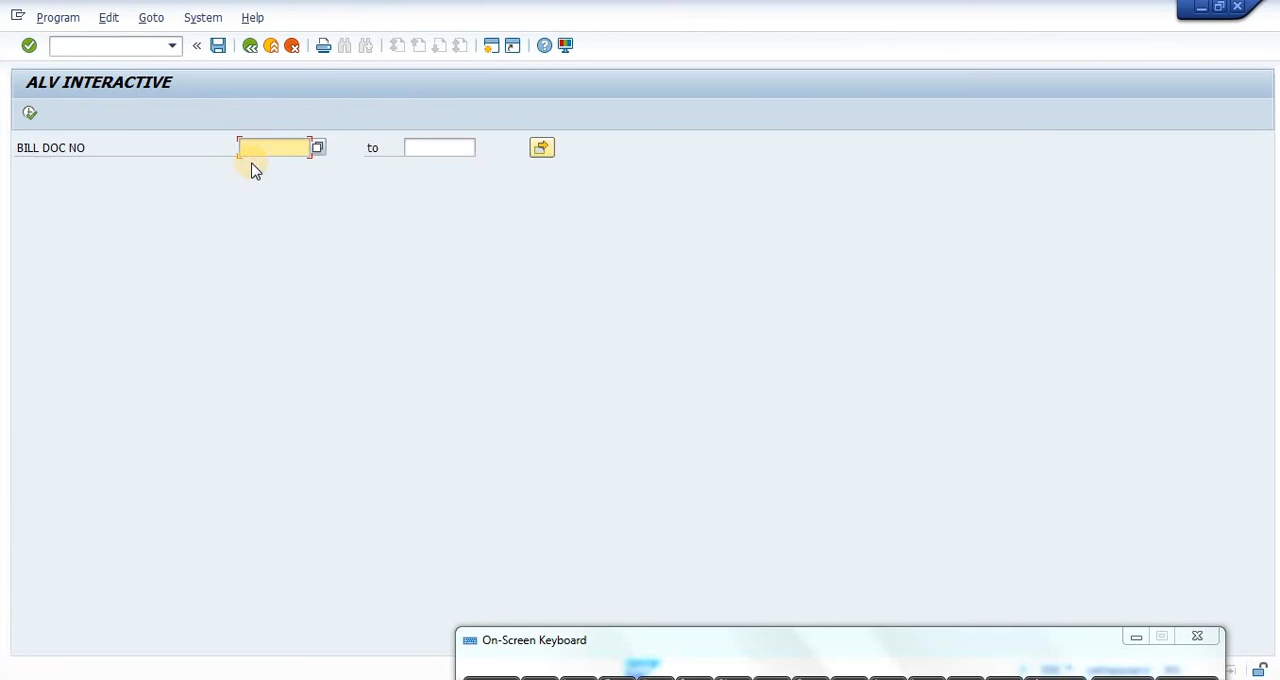 Program Edit Goto System Help
ALV INTERACTIVE
BILL DOC NO to
On-Screen Keyboard